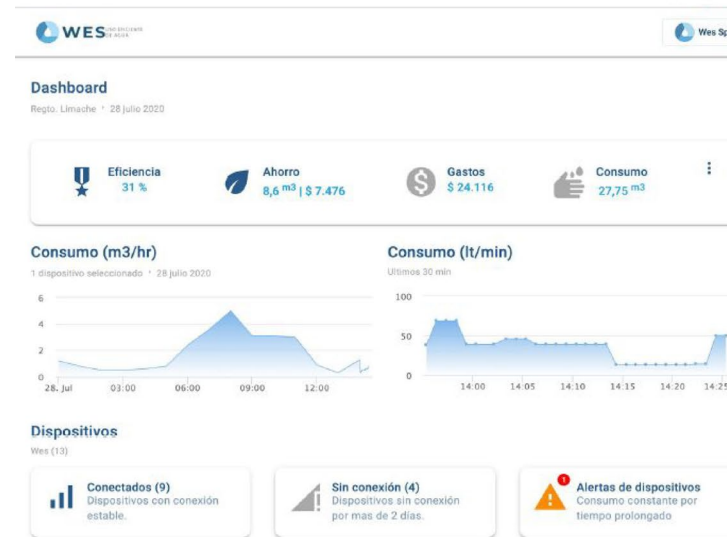 WES USO EFICIENTE
DE AGUA
Wes Sp
Dashboard
Regto. Limache • 28 julio 2020
Eficiencia
31 %
Ahorro
8,6 m3 | $ 7.476
Gastos
$ 24.116
Consumo
27,75 m3
Consumo (m3/hr)
1 dispositivo seleccionado • 28 julio 2020
6
4
2
0
28. Jul 03:00 06:00 09:00 12:00
Consumo (lt/min)
Ultimos 30 min
100
50
0
14:00 14:05 14:10 14:15 14:20 14:25
Dispositivos
Wes (13)
Conectados (9)
Dispositivos con conexión
estable.
Sin conexión (4)
Dispositivos sin conexión
por mas de 2 días.
1
Alertas de dispositivos
Consumo constante por
tiempo prolongado